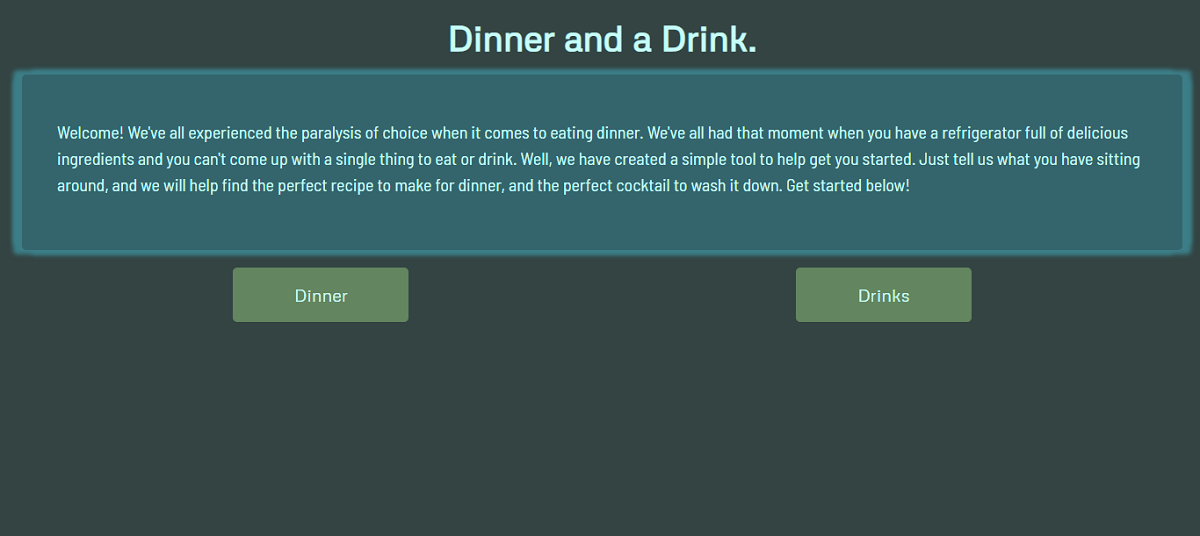 Dinner and a Drink.
Welcome! We've all experienced the paralysis of choice when it comes to eating dinner. We've all had that moment when you have a refrigerator full of delicious
ingredients and you can't come up with a single thing to eat or drink. Well, we have created a simple tool to help get you started. Just tell us what you have sitting
around, and we will help find the perfect recipe to make for dinner, and the perfect cocktail to wash it down. Get started below!
Dinner
Drinks